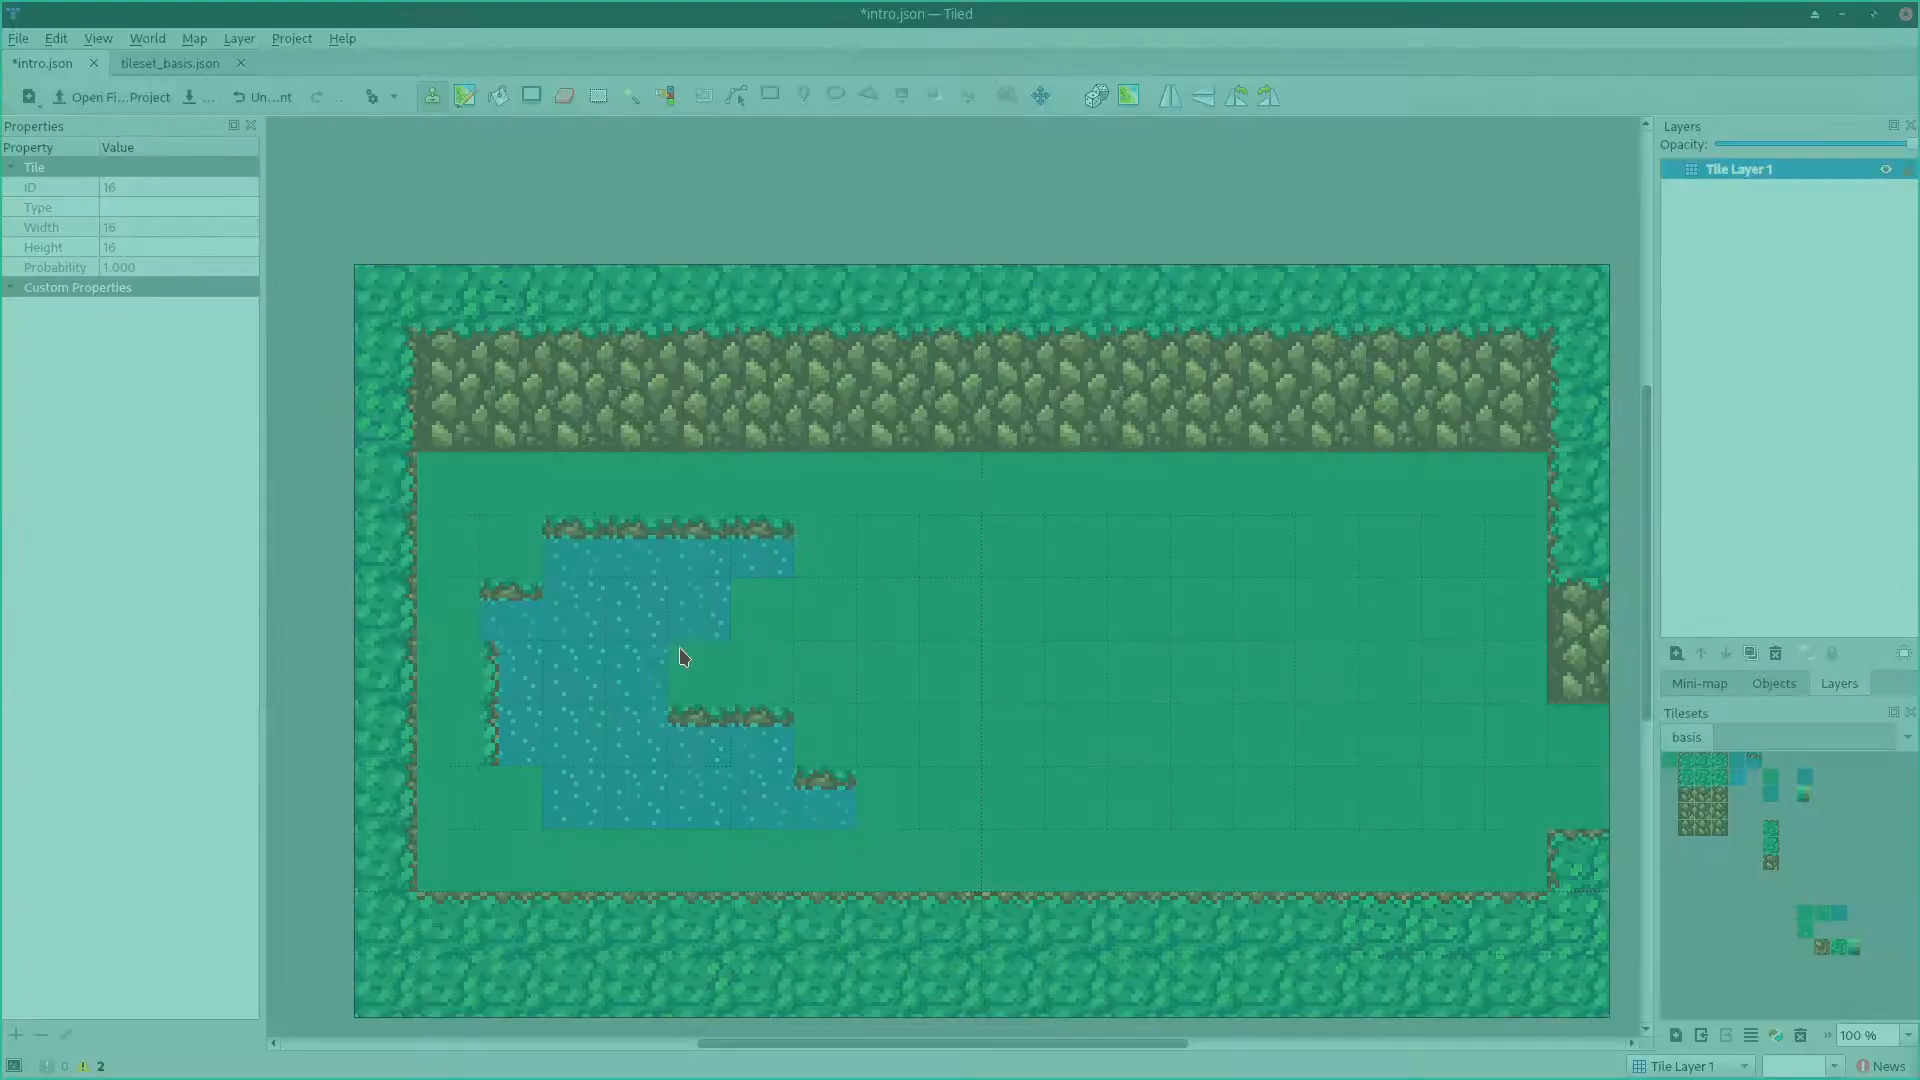 *intro.json — Tiled
File Edit View World Map Layer Project Help
*intro.json tileset_basis.json
Open Fi...Project ... Un...nt ...
Properties
Property Value
Tile
ID 16
Type
Width 16
Height 16
Probability 1.000
Custom Properties
Layers
Opacity:
Tile Layer 1
Mini-map Objects Layers
Tilesets
basis
» 100 %
0 2
Tile Layer 1
News